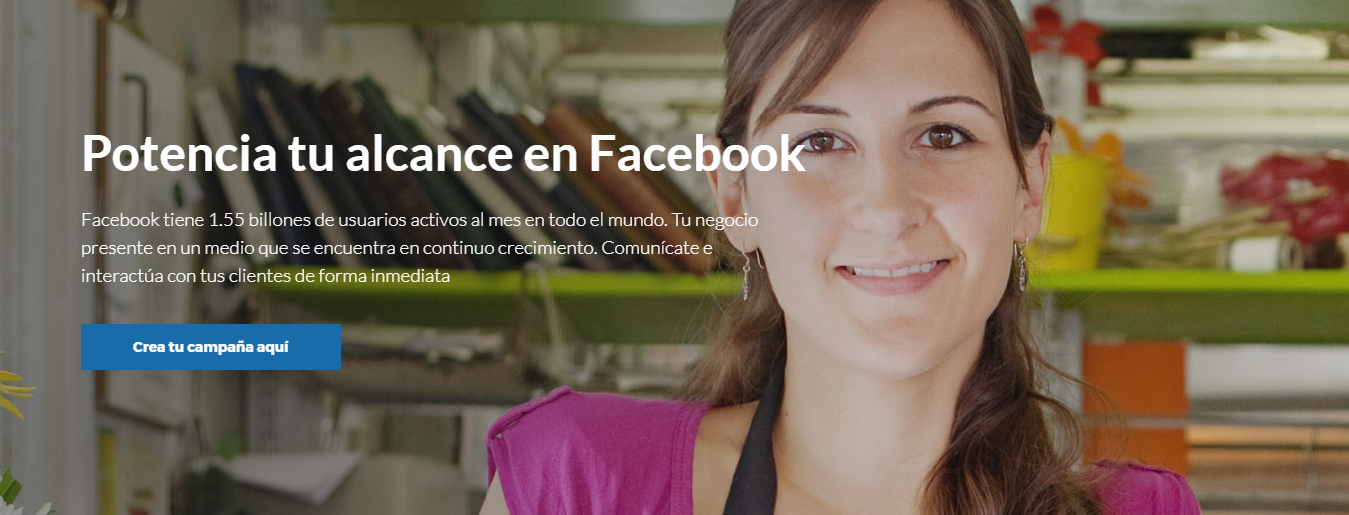 Potencia tu alcance en Facebook
Facebook tiene 1.55 billones de usuarios activos al mes en todo el mundo. Tu negocio
presente en un medio que se encuentra en continuo crecimiento. Comunícate e
interactúa con tus clientes de forma inmediata
Crea tu campaña aquí